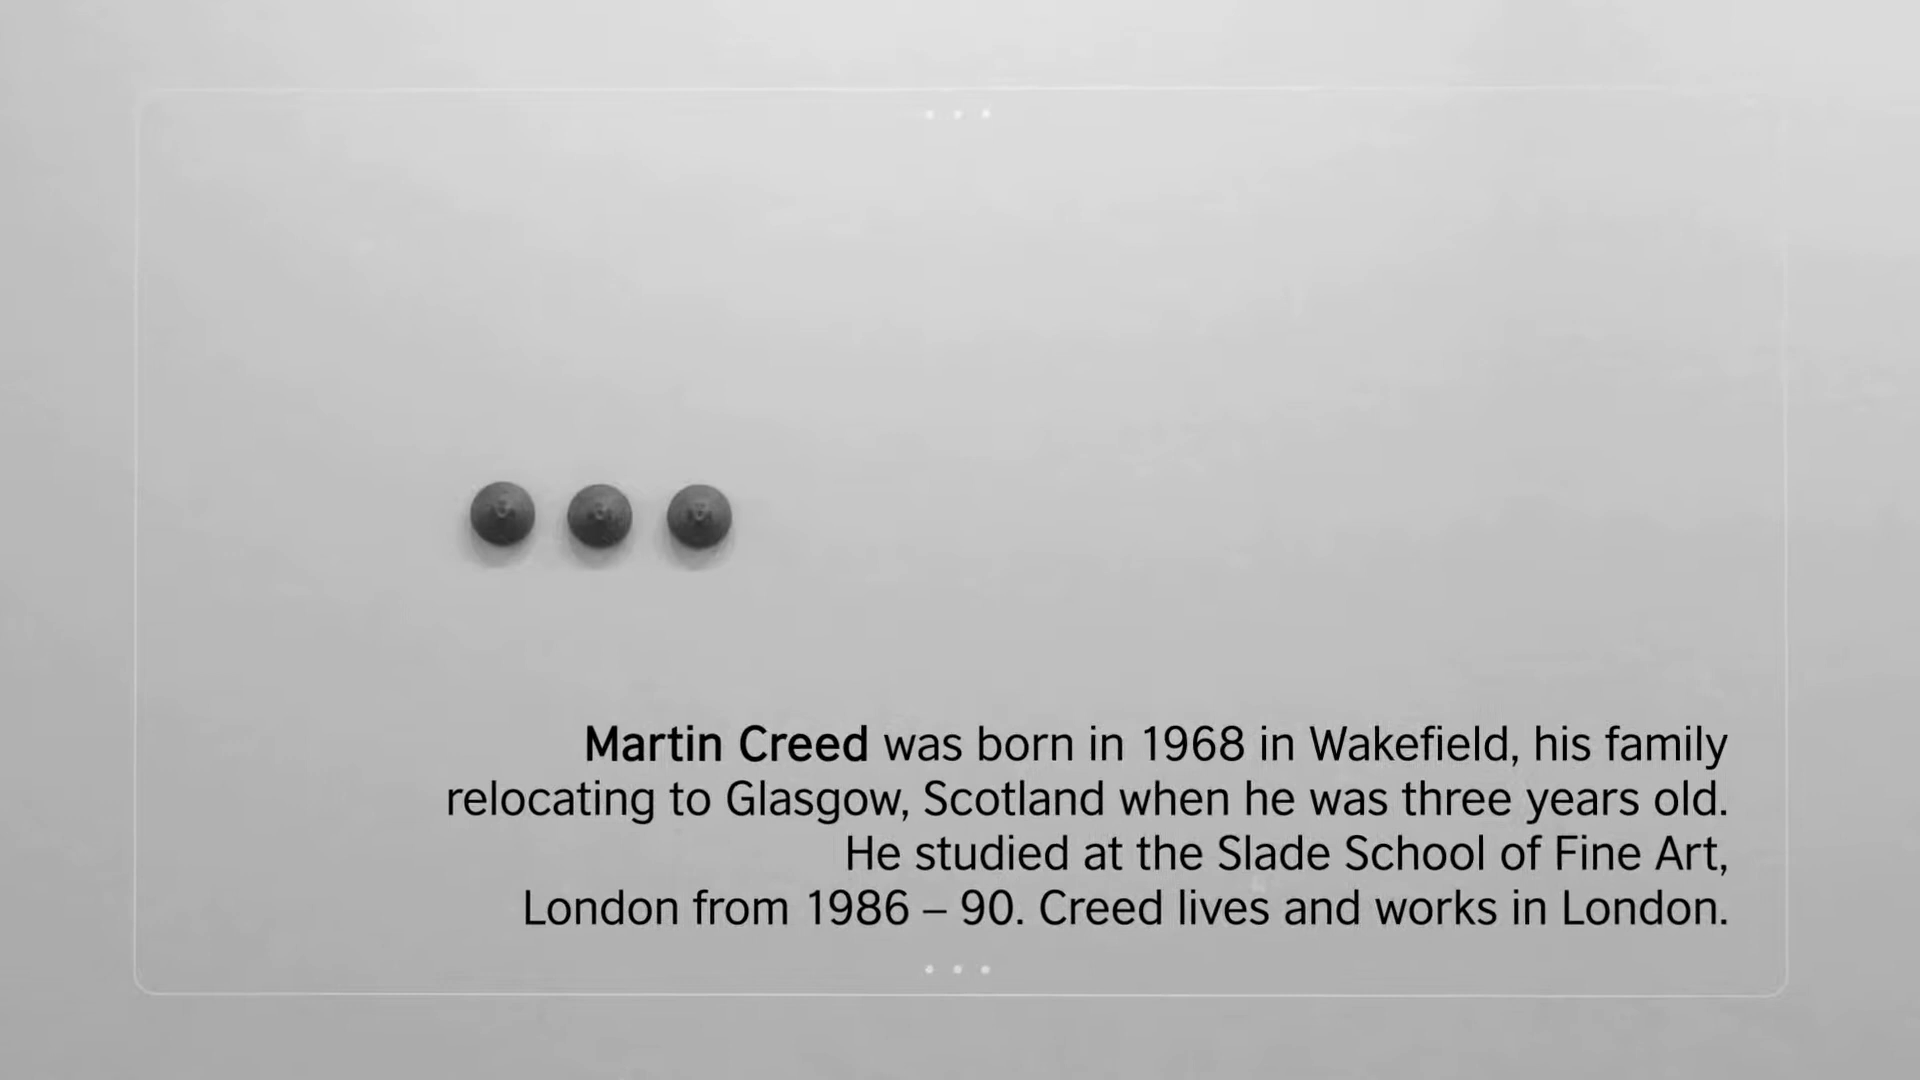 Martin Creed was born in 1968 in Wakefield, his family
relocating to Glasgow, Scotland when he was three years old.
He studied at the Slade School of Fine Art,
London from 1986 – 90. Creed lives and works in London.